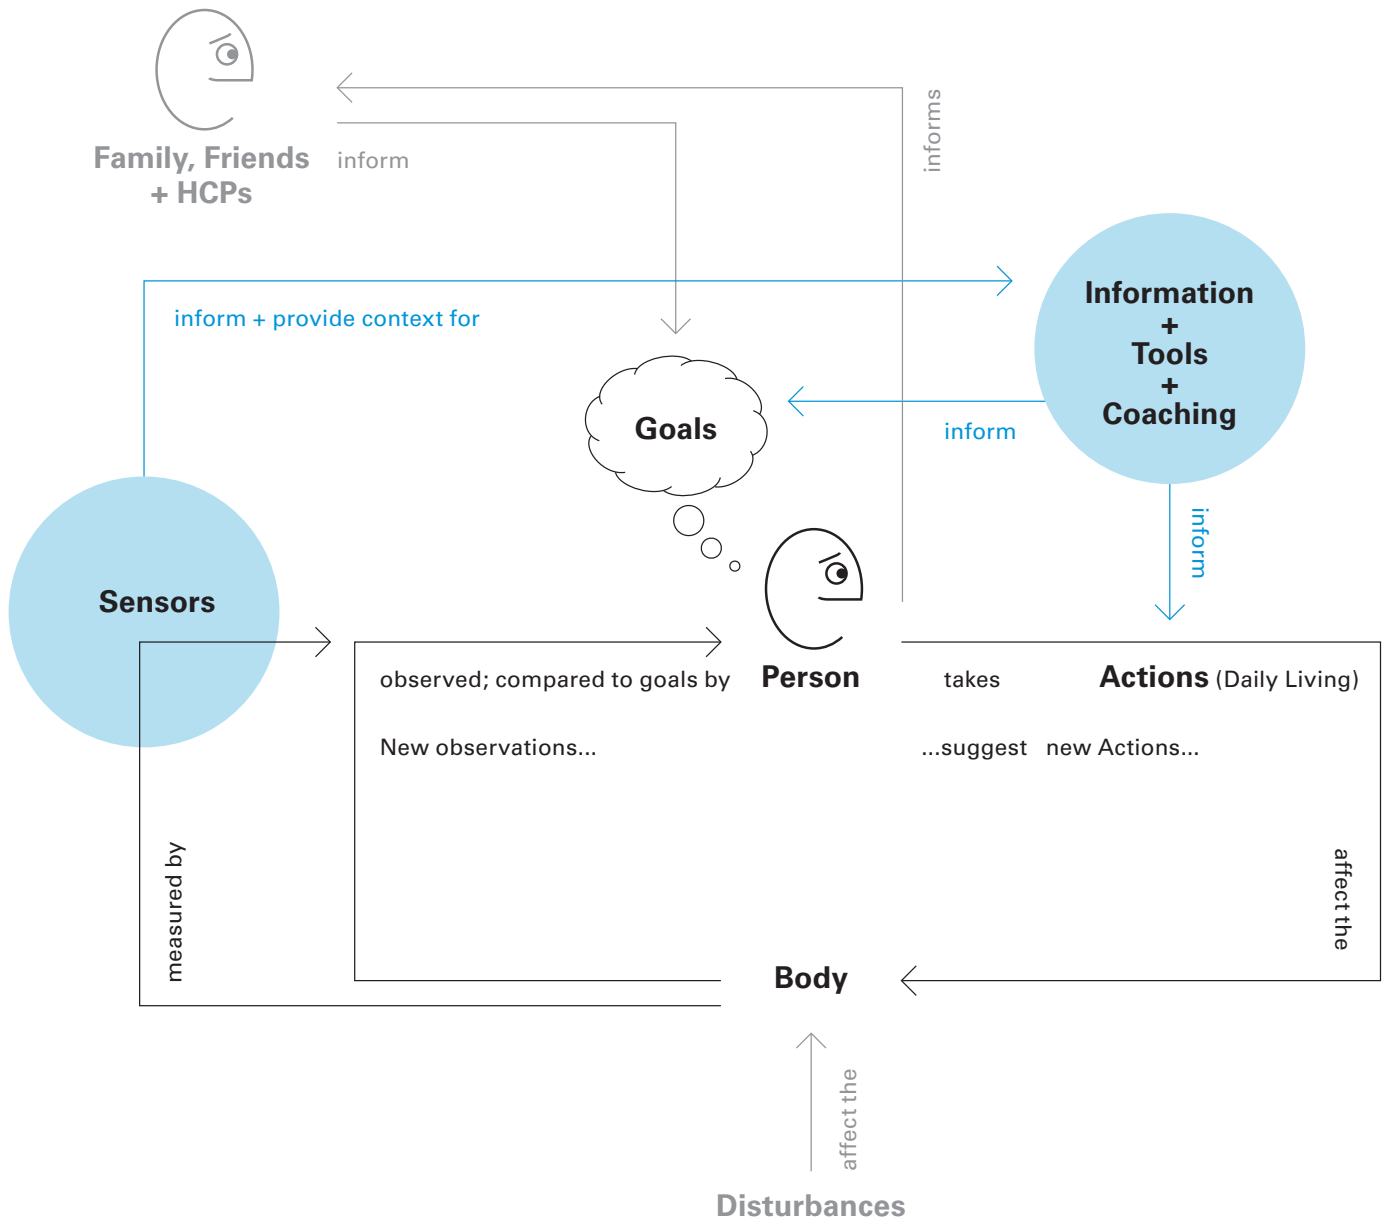 Family, Friends
+ HCPs
inform
informs
inform + provide context for
Information
+
Tools
+
Coaching
Goals
inform
inform
Sensors
observed; compared to goals by
Person
takes
Actions (Daily Living)
New observations...
...suggest new Actions...
measured by
affect the
Body
affect the
Disturbances